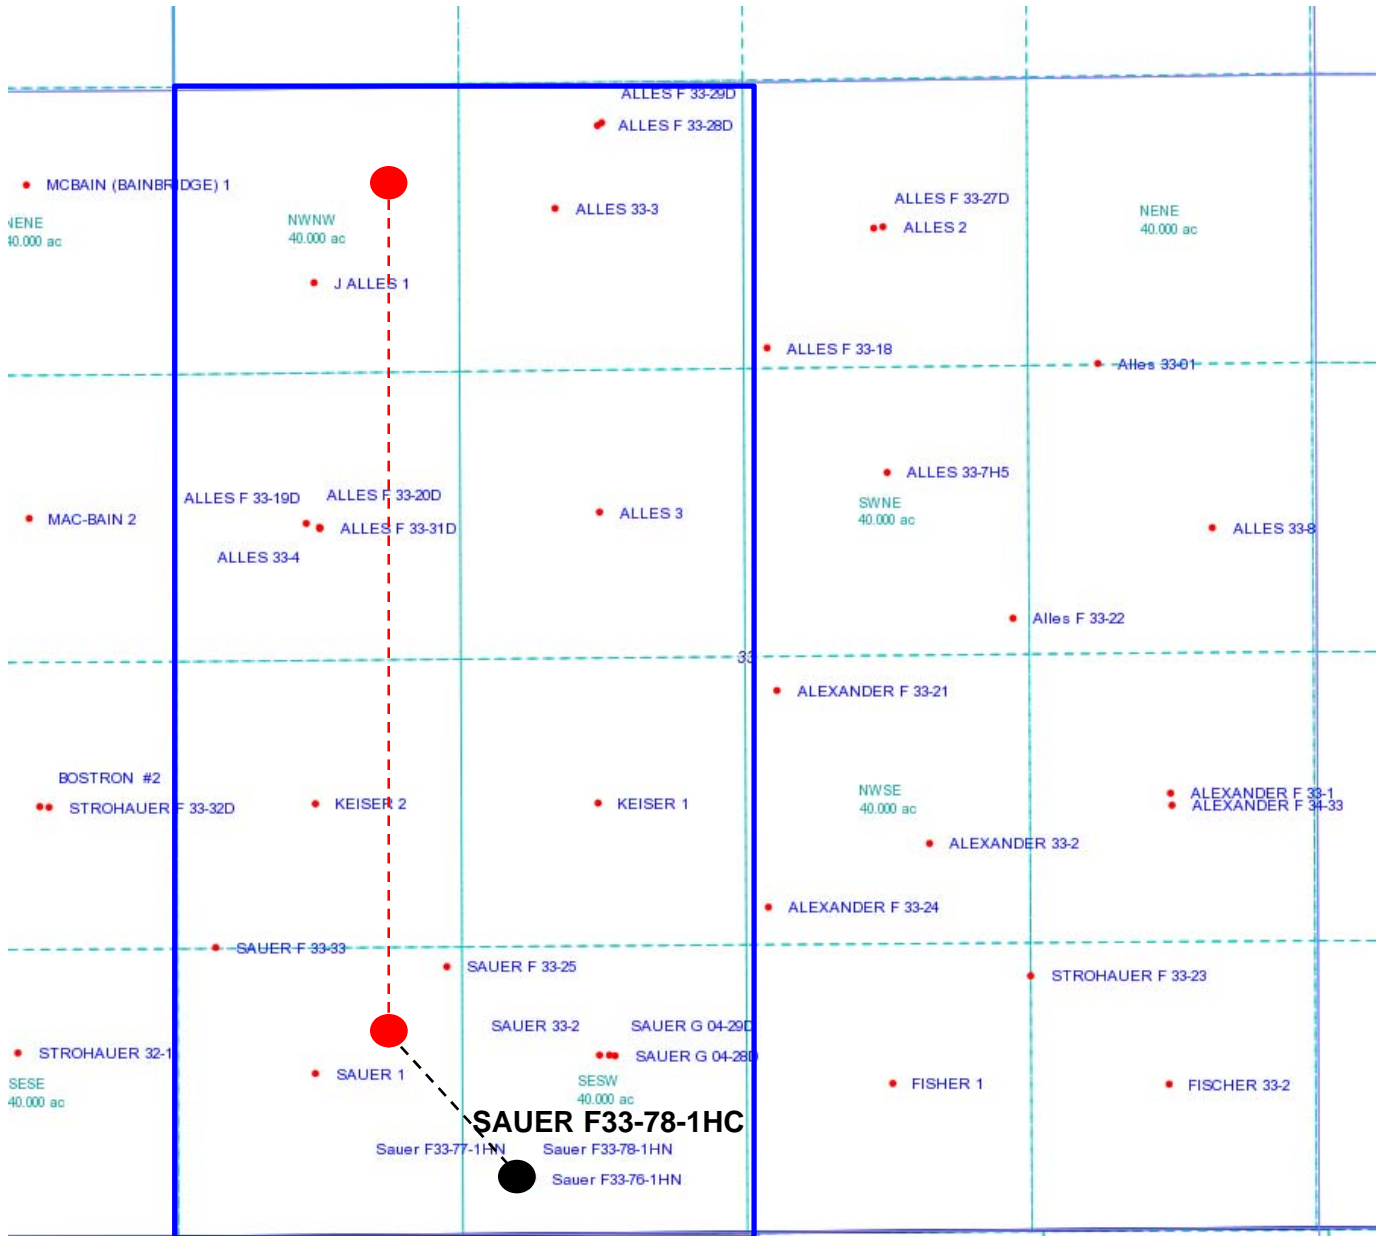 ALLES F 33-29D
ALLES F 33-28D
MCBAIN (BAINBRIDGE) 1
ALLES 33-3
ALLES F 33-27D
ALLES 2
NENE
40.000 ac
NWNW
40.000 ac
NENE
40.000 ac
J ALLES 1
ALLES F 33-18
Alles 33-01
ALLES 33-7H5
SWNE
40.000 ac
ALLES F 33-19D
ALLES F 33-20D
MAC-BAIN 2
ALLES F 33-31D
ALLES 3
ALLES 33-8
ALLES 33-4
Alles F 33-22
33
ALEXANDER F 33-21
BOSTRON #2
STROHAUER F 33-32D
KEISER 2
KEISER 1
NWSE
40.000 ac
ALEXANDER F 33-1
ALEXANDER F 34-33
ALEXANDER 33-2
ALEXANDER F 33-24
SAUER F 33-33
SAUER F 33-25
STROHAUER F 33-23
SAUER 33-2
SAUER G 04-29D
STROHAUER 32-1
SAUER G 04-28D
SAUER 1
SESE
40.000 ac
SESW
40.000 ac
FISHER 1
FISCHER 33-2
SAUER F33-78-1HC
Sauer F33-77-1HN
Sauer F33-78-1HN
Sauer F33-76-1HN